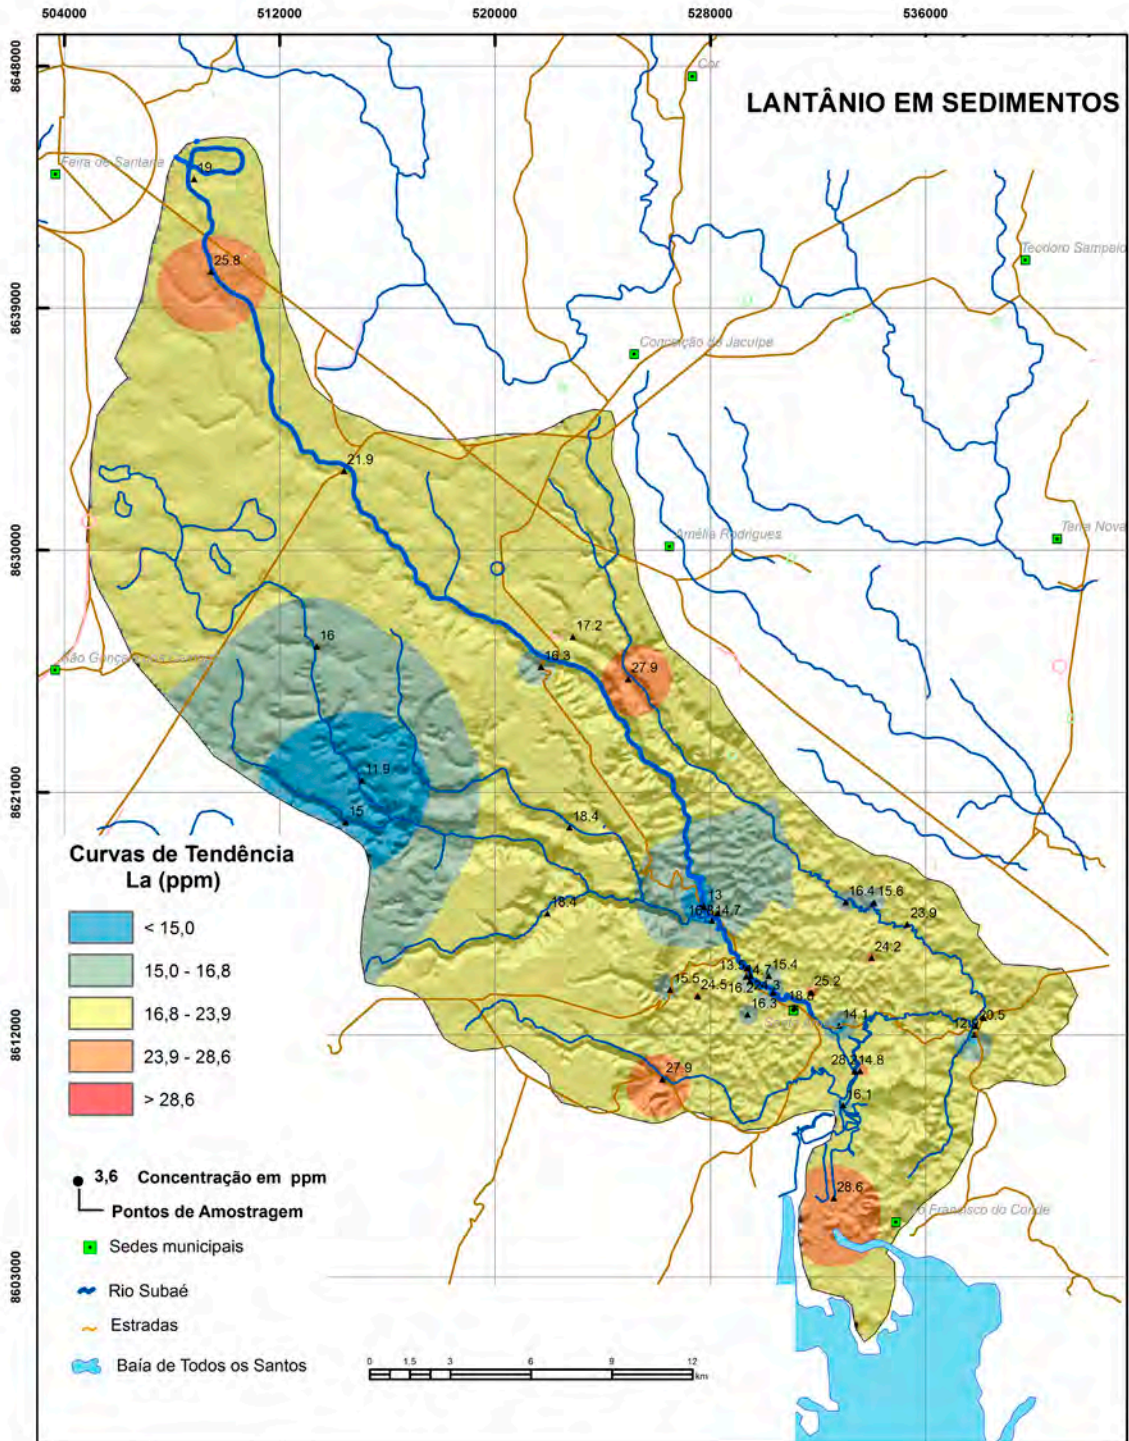 504000
512000
520000
528000
536000
8648000
8639000
8630000
8621000
8612000
8603000
LANTÂNIO EM SEDIMENTOS
Feira de Santana
Teodoro Sampaio
Conceição do Jacuípe
Amélia Rodrigues
Terra Nova
19
25.8
21.9
17.2
16.3
27.9
16
11.9
15
18.4
18.4
13
14.7
16.4
15.6
23.9
24.2
15.4
15.5
24.5
16.2
25.2
16.3
14.1
20.5
27.9
14.8
16.1
28.6
Curvas de Tendência
La (ppm)
< 15,0
15,0 - 16,8
16,8 - 23,9
23,9 - 28,6
> 28,6
3,6 Concentração em ppm
Pontos de Amostragem
Sedes municipais
Rio Subaé
Estradas
Baía de Todos os Santos
0 1.5 3 6 9 12
km